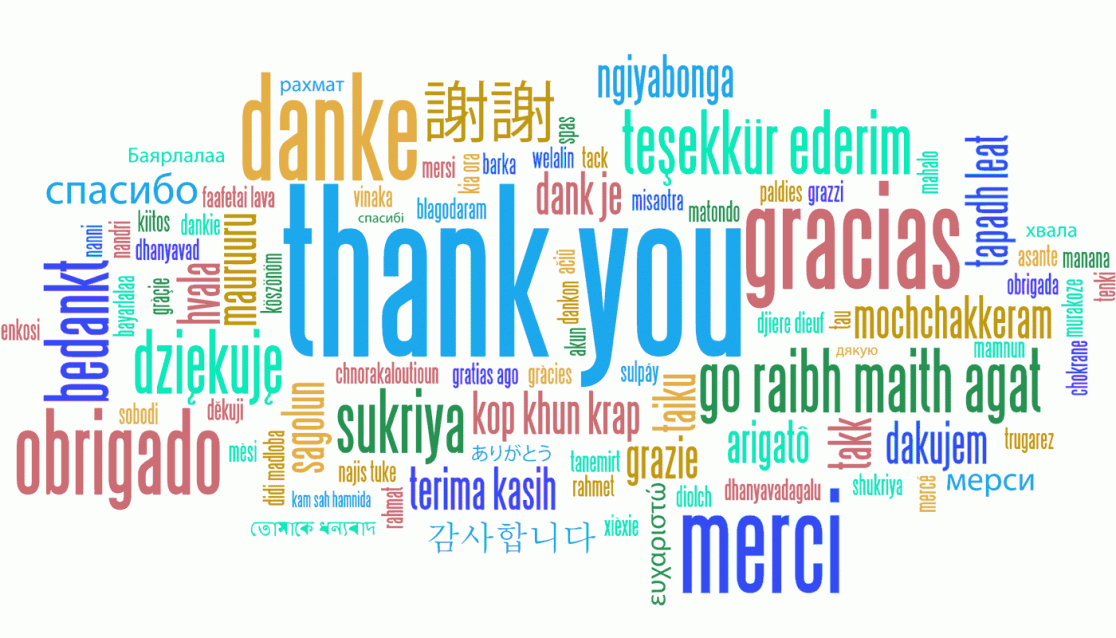 ngiyabonga
рахмат
danke
謝謝
spas
teşekkür ederim
mahalo
tapadh leat
Баярлалаа
mersi
kia ora
barka
welalin
tack
спасибо
faafetai lava
vinaka
спасибі
blagodaram
dank je
misaotra
matondo
paldies
grazzi
gracias
хвала
asante
manana
tenki
obrigada
nanni
nandri
kiitos
dankie
dhanyavad
mauruuru
köszönöm
thank you
ačiū
dankon
akun
bedankt
bayarlalaa
gràcie
hvala
enkosi
dziękuję
djiere dieuf
tau
mochchakkeram
murakoze
дякую
mamnun
chokrane
chnorakaloutioun
gratias ago
gràcies
sulpáy
taiku
go raibh maith agat
obrigado
sobodi
děkuji
mèsi
didi madloba
sagolun
sukriya
kop khun krap
ありがとう
najis tuke
kam sah hamnida
rahmat
terima kasih
tanemirt
rahmet
grazie
arigatô
takk
dakujem
trugarez
diolch
dhanyavadagalu
shukriya
mercé
мерси
감사합니다
xièxie
ευχαριστώ
merci